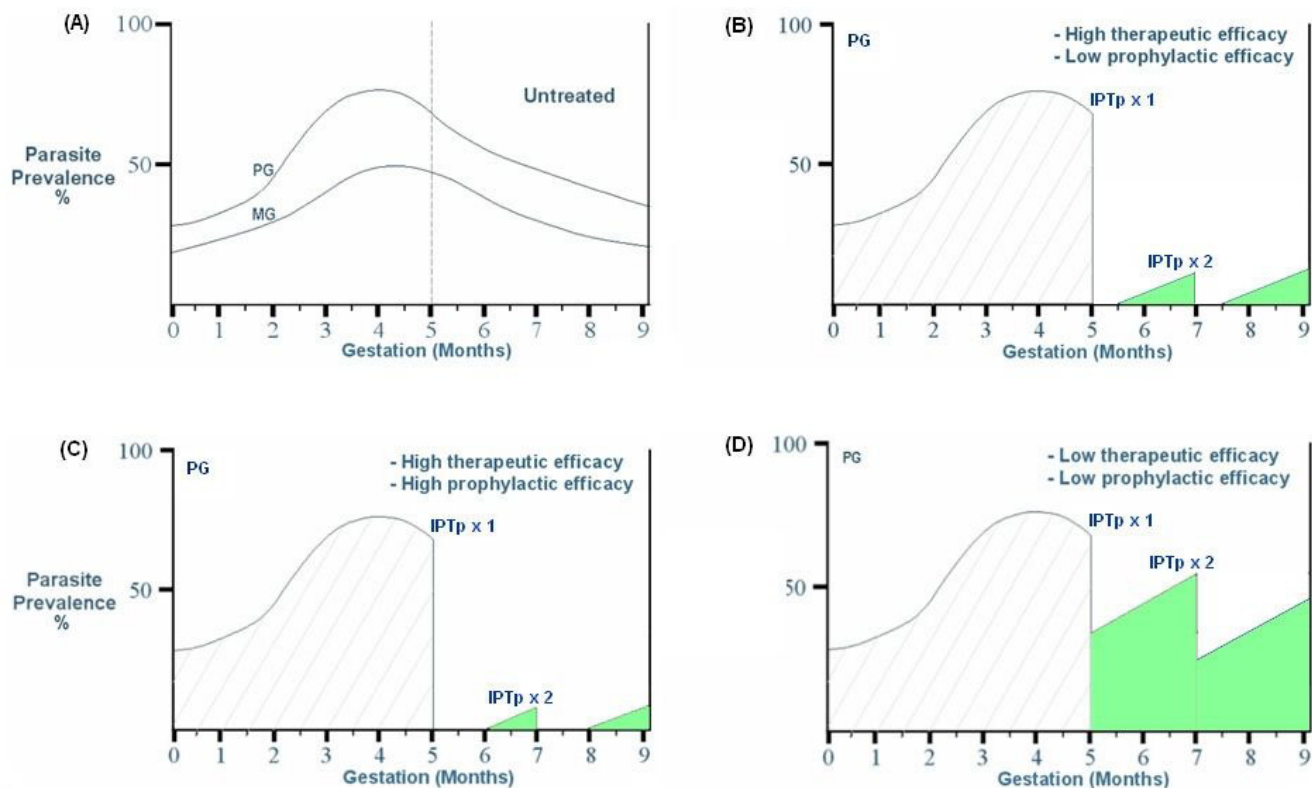 (A)
100
50
Parasite
Prevalence
%
Untreated
PG
MG
0 1 2 3 4 5 6 7 8 9
Gestation (Months)
(B)
PG
- High therapeutic efficacy
- Low prophylactic efficacy
100
50
IPTp x 1
IPTp x 2
0 1 2 3 4 5 6 7 8 9
Gestation (Months)
(C)
PG
- High therapeutic efficacy
- High prophylactic efficacy
100
50
Parasite
Prevalence
%
IPTp x 1
IPTp x 2
0 1 2 3 4 5 6 7 8 9
Gestation (Months)
(D)
PG
- Low therapeutic efficacy
- Low prophylactic efficacy
100
50
IPTp x 1
IPTp x 2
0 1 2 3 4 5 6 7 8 9
Gestation (Months)